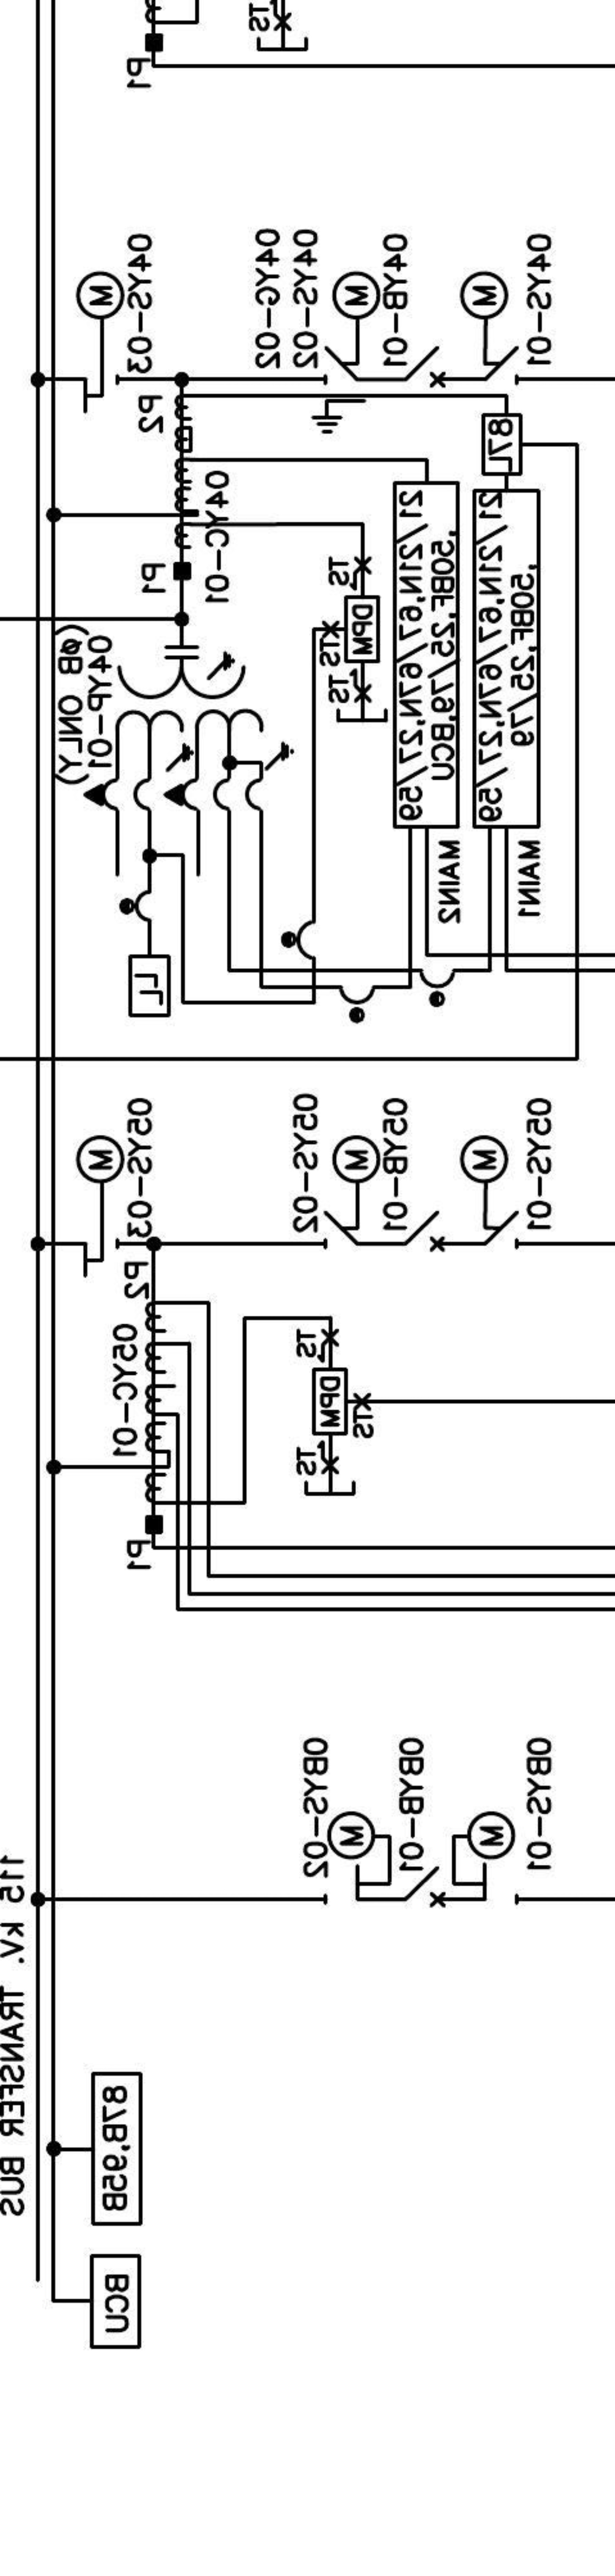 TS
P1
04YS-03
04YG-02
04YS-02
04YB-01
04YS-01
M
M
M
P2
87L
04YC-01
21/21N,67/67N,27/59
,50BF,25/79,BCU
21/21N,67/67N,27/59
,50BF,25/79
TS
P1
DPM
STS
TS
04YP-01
(φB ONLY)
MAIN2
MAIN1
LL
05YS-03
05YS-02
05YB-01
05YS-01
M
M
M
P2
05YC-01
TS
DPM
STS
TS
P1
0BYS-02
0BYB-01
0BYS-01
M
M
115 kV. TRANSFER BUS
87B,95B
BCU